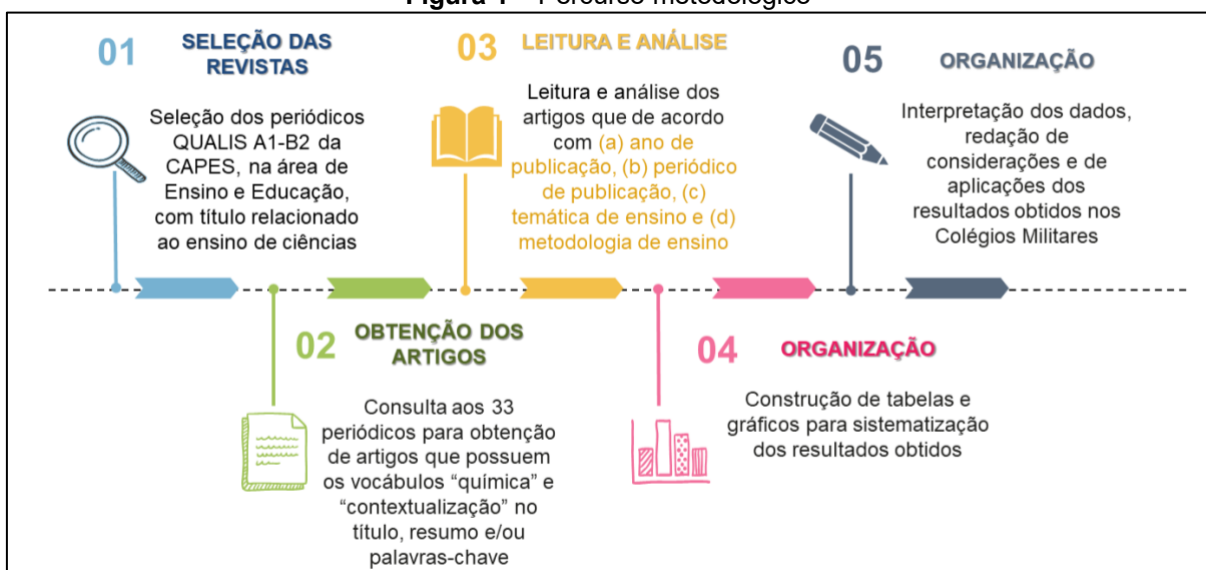 Figura 1 – Percurso metodológico
01
SELEÇÃO DAS
REVISTAS
Seleção dos periódicos
QUALIS A1-B2 da
CAPES, na área de
Ensino e Educação,
com título relacionado
ao ensino de ciências
03
LEITURA E ANÁLISE
Leitura e análise dos
artigos que de acordo
com (a) ano de
publicação, (b) periódico
de publicação, (c)
temática de ensino e (d)
metodologia de ensino
05
ORGANIZAÇÃO
Interpretação dos dados,
redação de
considerações e de
aplicações dos
resultados obtidos nos
Colégios Militares
02
OBTENÇÃO DOS
ARTIGOS
Consulta aos 33
periódicos para obtenção
de artigos que possuem
os vocábulos “química” e
“contextualização” no
título, resumo e/ou
palavras-chave
04
ORGANIZAÇÃO
Construção de tabelas e
gráficos para sistematização
dos resultados obtidos